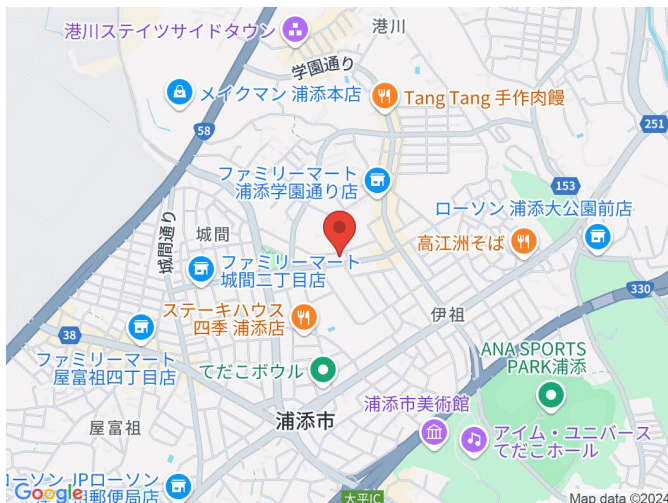 港川ステイツサイドタウン
港川
学園通り
メイクマン 浦添本店
Tang Tang 手作肉饅
58
251
ファミリーマート
浦添学園通り店
153
ローソン 浦添大公園前店
城間通り
城間
高江洲そば
ファミリーマート
城間二丁目店
330
ステーキハウス
四季 浦添店
伊祖
38
ファミリーマート
屋富祖四丁目店
てだこボウル
ANA SPORTS
PARK浦添
浦添市美術館
浦添市
屋富祖
アイム・ユニバース
てだこホール
ローソン JPローソン
郵便局店
大平IC
Google
Map data ©2024